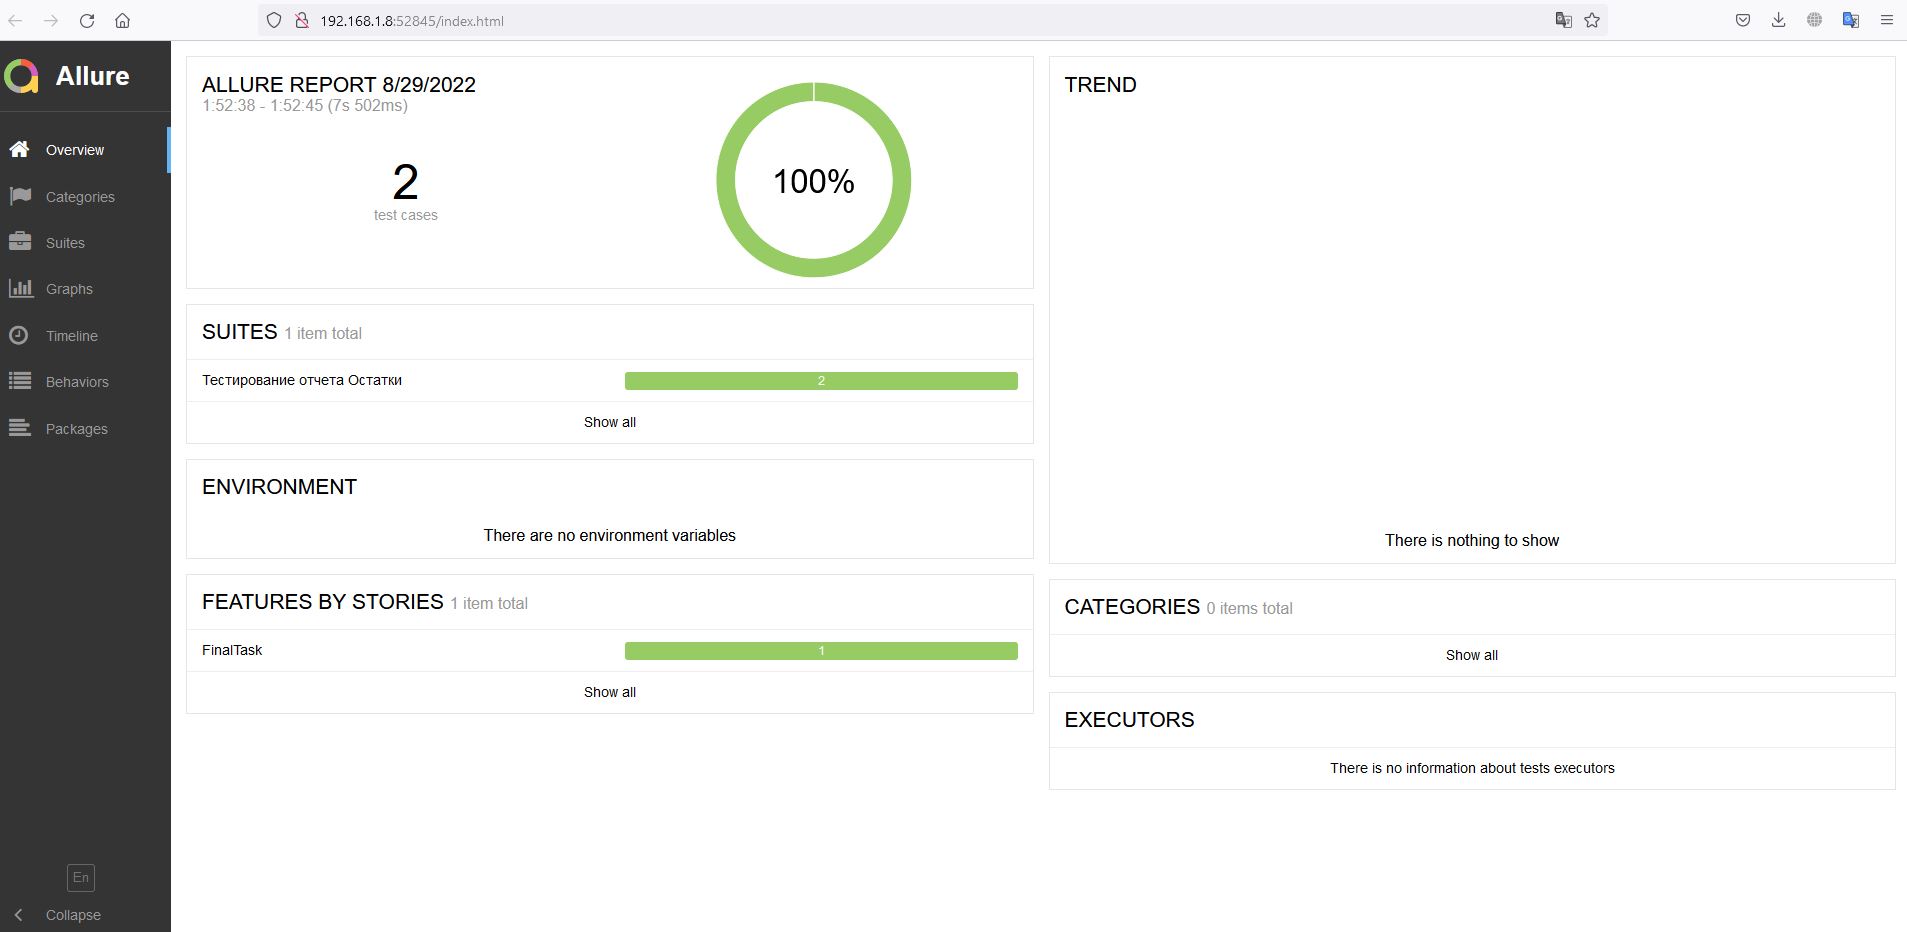 192.168.1.8:52845/index.html
Allure
Overview
Categories
Suites
Graphs
Timeline
Behaviors
Packages
En
Collapse
ALLURE REPORT 8/29/2022
1:52:38 - 1:52:45 (7s 502ms)
2
test cases
100%
SUITES 1 item total
Тестирование отчета Остатки 2
Show all
ENVIRONMENT
There are no environment variables
FEATURES BY STORIES 1 item total
FinalTask 1
Show all
TREND
There is nothing to show
CATEGORIES 0 items total
Show all
EXECUTORS
There is no information about tests executors